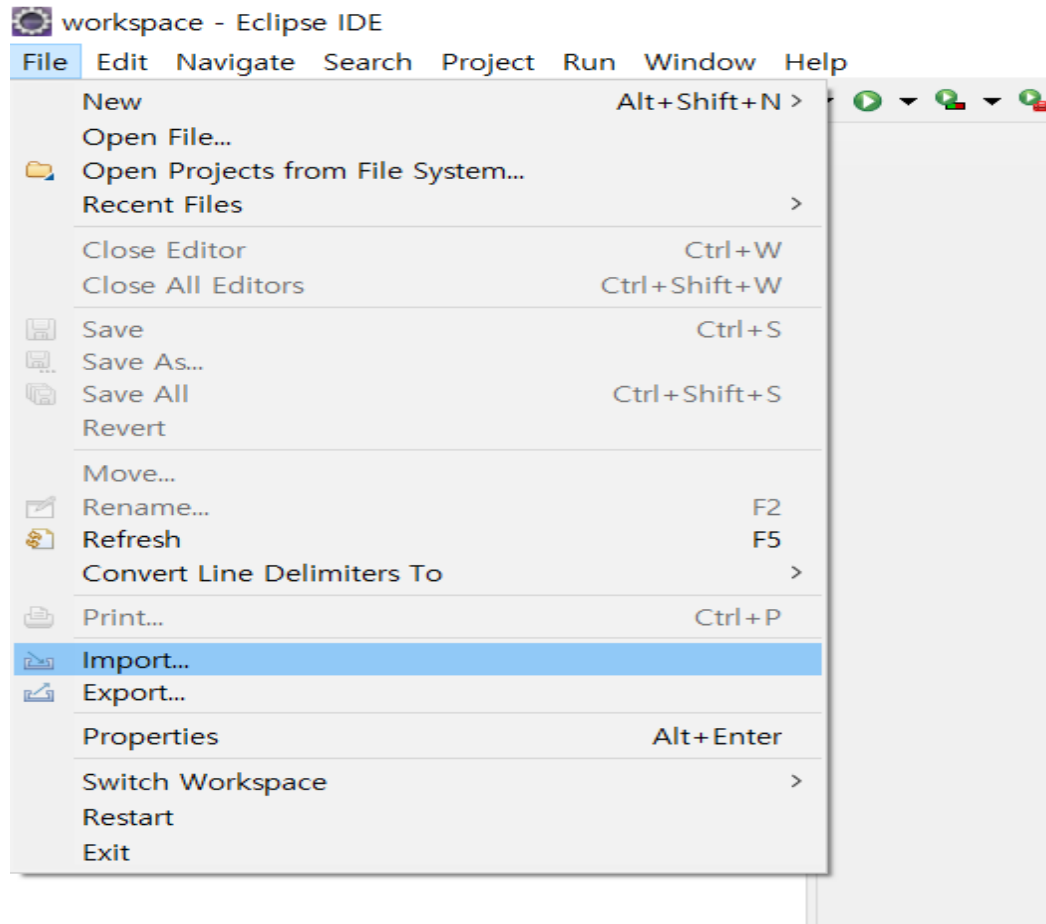 workspace - Eclipse IDE
File Edit Navigate Search Project Run Window Help
New Alt+Shift+N >
Open File...
Open Projects from File System...
Recent Files >
Close Editor Ctrl+W
Close All Editors Ctrl+Shift+W
Save Ctrl+S
Save As...
Save All Ctrl+Shift+S
Revert
Move...
Rename... F2
Refresh F5
Convert Line Delimiters To >
Print... Ctrl+P
Import...
Export...
Properties Alt+Enter
Switch Workspace >
Restart
Exit